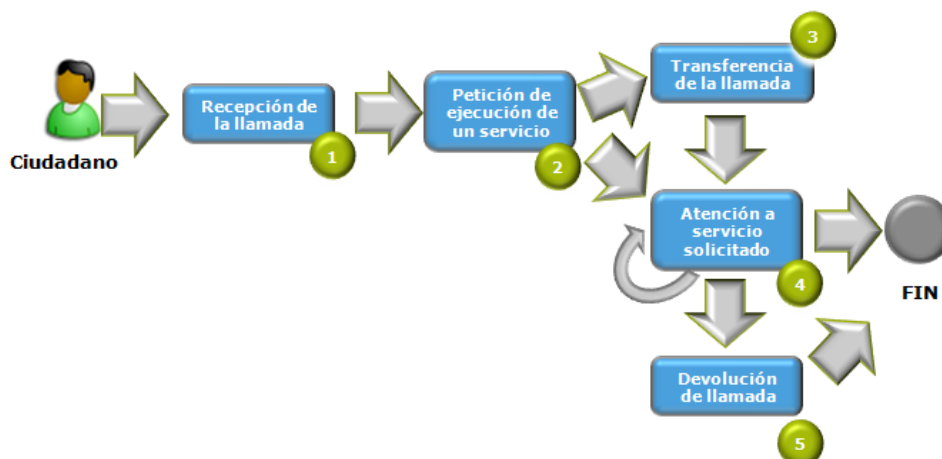 Ciudadano
Recepción de
la llamada
1
Petición de
ejecución de
un servicio
2
Transferencia
de la llamada
3
Atención a
servicio
solicitado
4
FIN
Devolución
de llamada
5